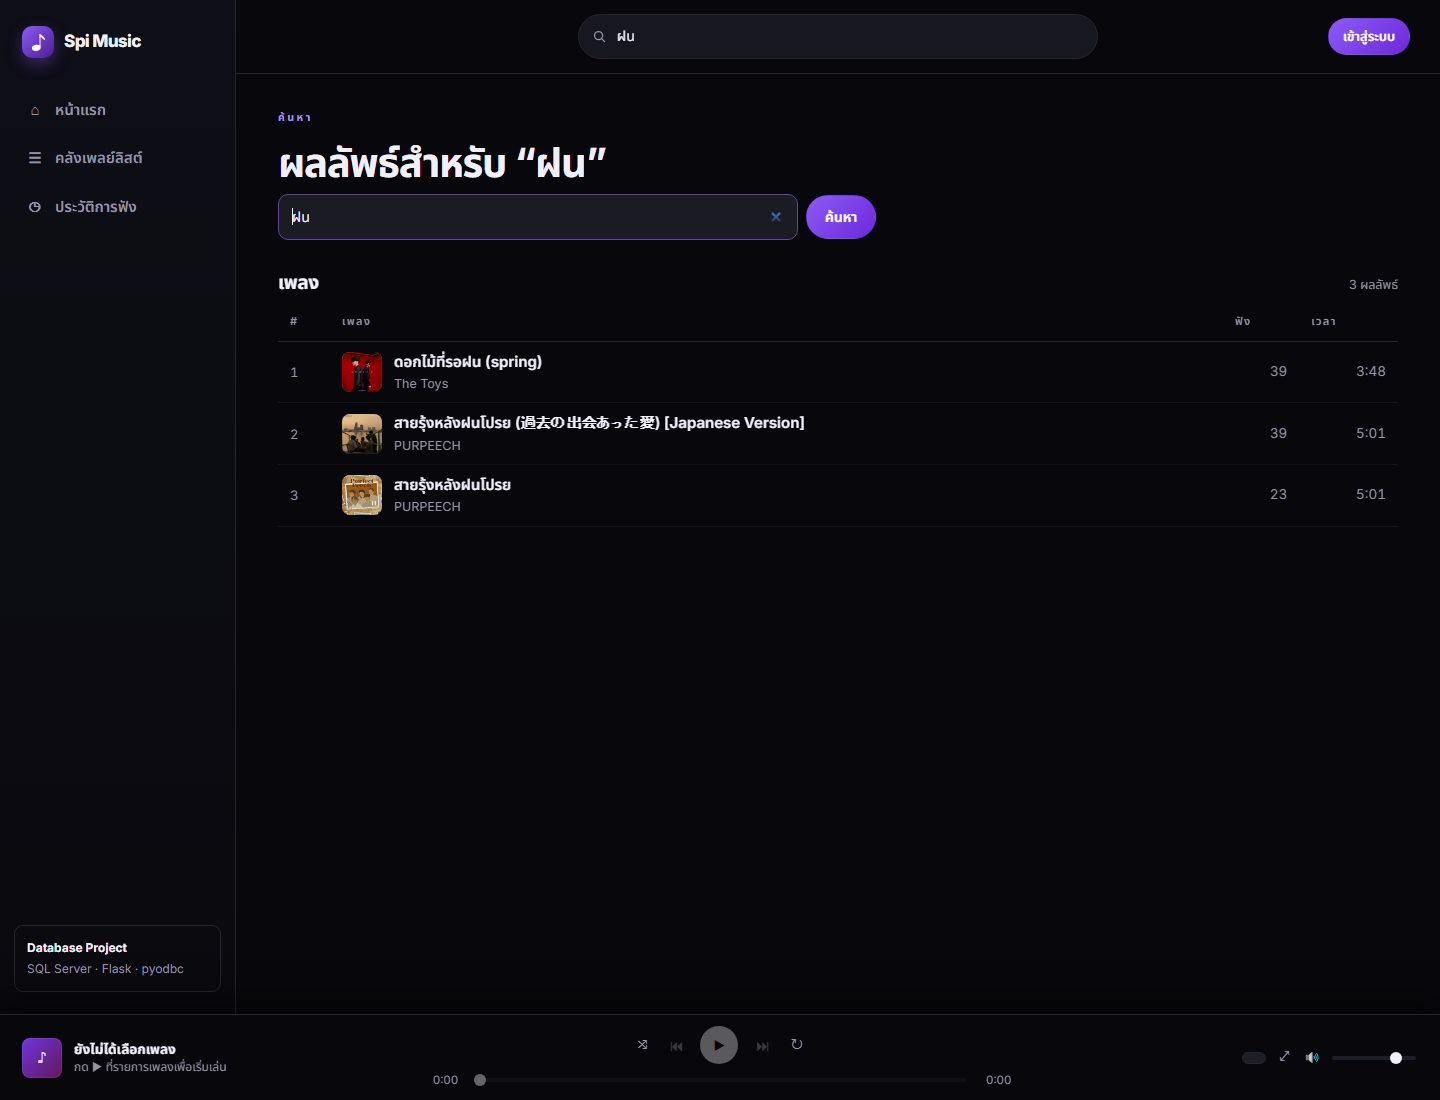 Spi Music
ฝน
เข้าสู่ระบบ
หน้าแรก
คลังเพลย์ลิสต์
ประวัติการฟัง
ค้นหา
ผลลัพธ์สำหรับ “ฝน”
ฝน
ค้นหา
เพลง
3 ผลลัพธ์
# เพลง ฟัง เวลา
1 ดอกไม้ที่รอฝน (spring) 39 3:48
The Toys
2 สายรุ้งหลังฝนโปรย (過去の出会あった愛) [Japanese Version] 39 5:01
PURPEECH
3 สายรุ้งหลังฝนโปรย 23 5:01
PURPEECH
Database Project
SQL Server · Flask · pyodbc
ยังไม่ได้เลือกเพลง
กด ▶ ที่รายการเพลงเพื่อเริ่มเล่น
0:00 0:00